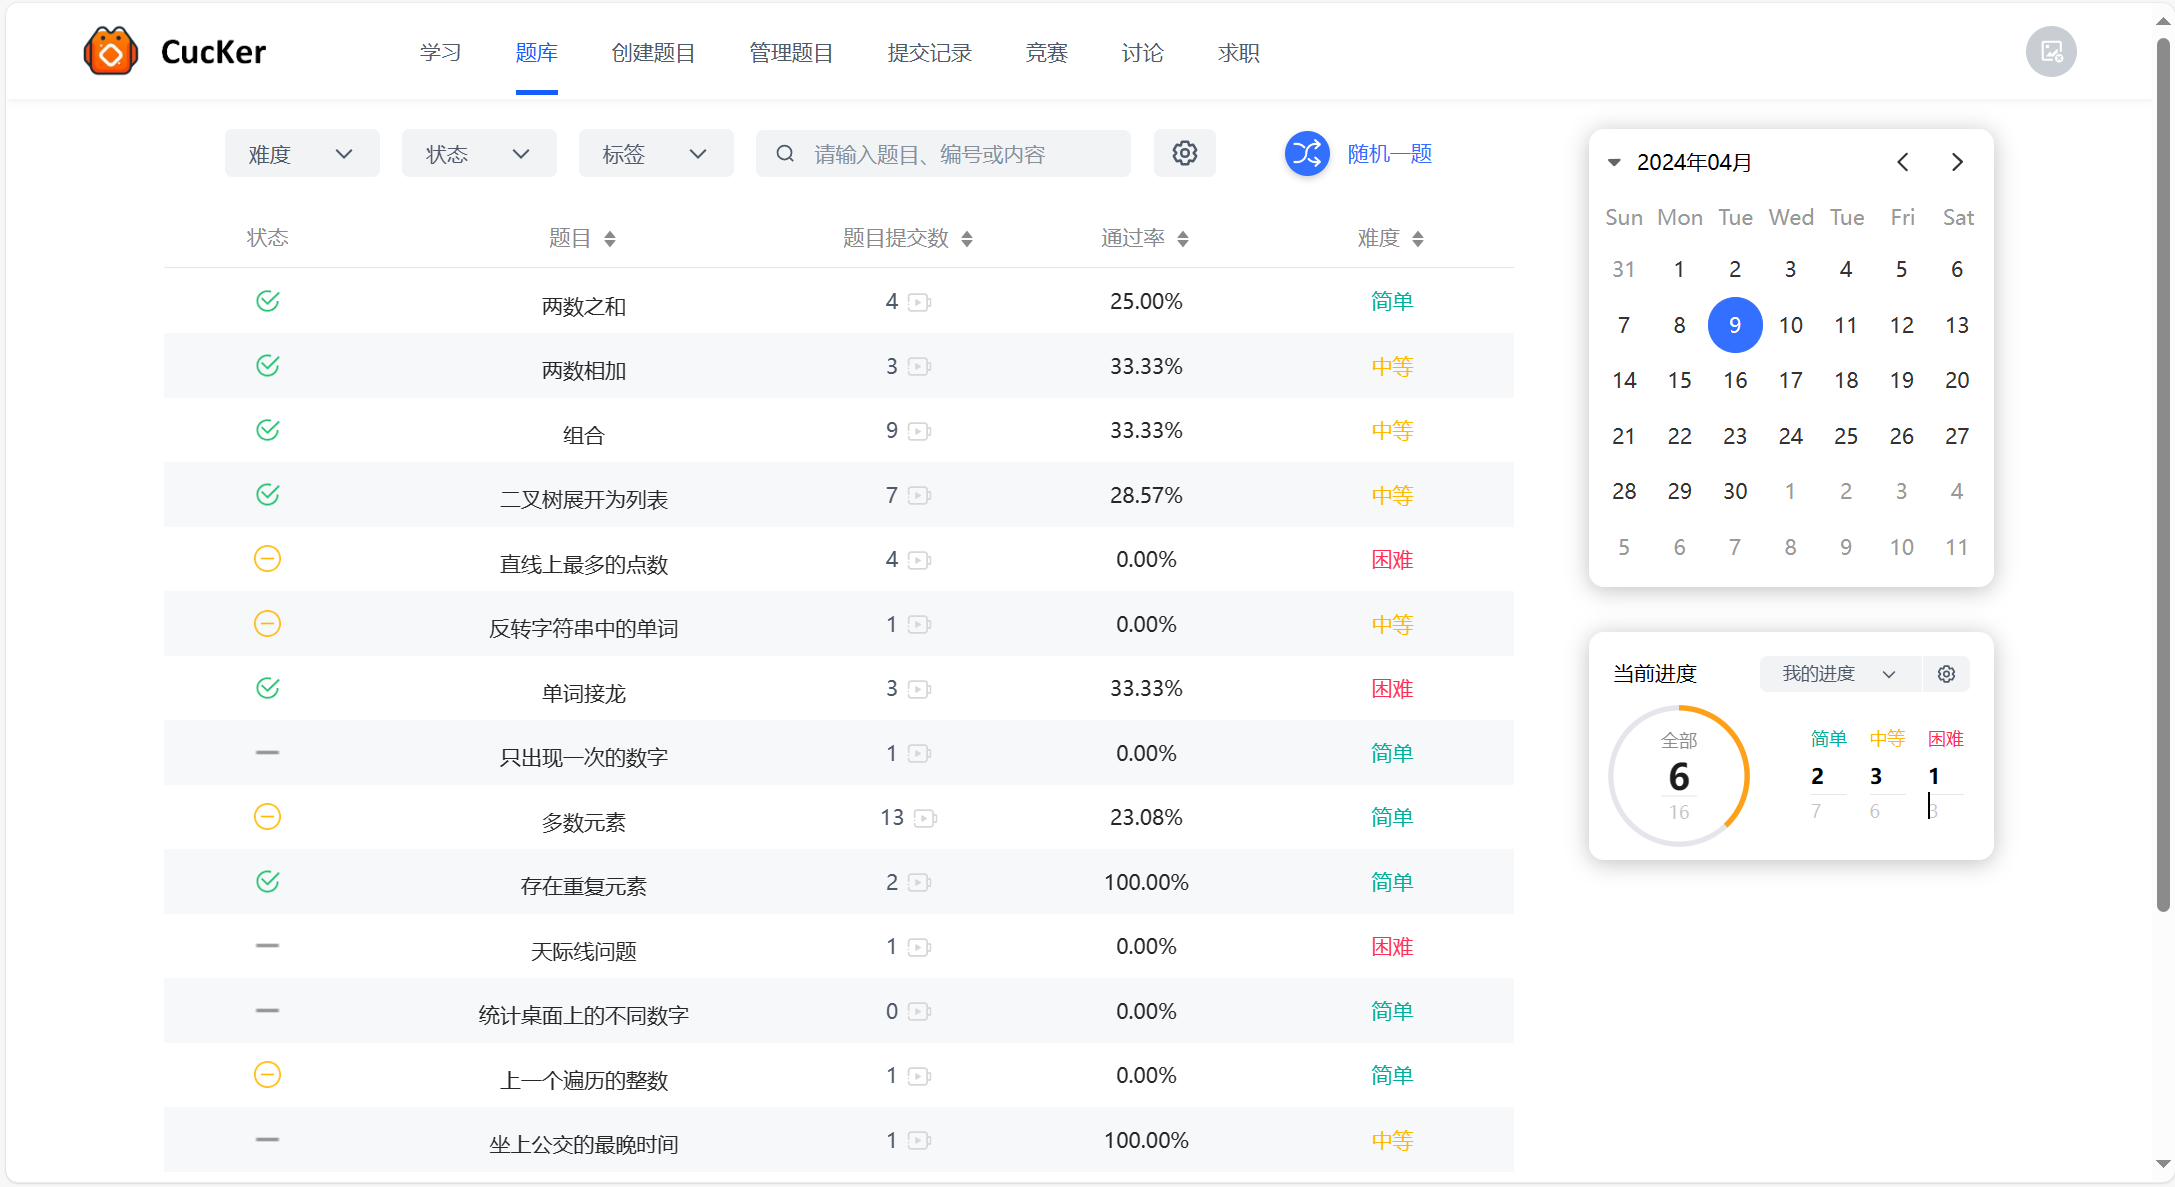 CucKer 学习 题库 创建题目 管理题目 提交记录 竞赛 讨论 求职
难度 状态 标签 请输入题目、编号或内容 随机一题
状态 题目 题目提交数 通过率 难度
两数之和 4 25.00% 简单
两数相加 3 33.33% 中等
组合 9 33.33% 中等
二叉树展开为列表 7 28.57% 中等
直线上最多的点数 4 0.00% 困难
反转字符串中的单词 1 0.00% 中等
单词接龙 3 33.33% 困难
只出现一次的数字 1 0.00% 简单
多数元素 13 23.08% 简单
存在重复元素 2 100.00% 简单
天际线问题 1 0.00% 困难
统计桌面上的不同数字 0 0.00% 简单
上一个遍历的整数 1 0.00% 简单
坐上公交的最晚时间 1 100.00% 中等
2024年04月
Sun Mon Tue Wed Tue Fri Sat
31 1 2 3 4 5 6
7 8 9 10 11 12 13
14 15 16 17 18 19 20
21 22 23 24 25 26 27
28 29 30 1 2 3 4
5 6 7 8 9 10 11
当前进度 我的进度
全部 简单 中等 困难
6 2 3 1
16 7 6 3